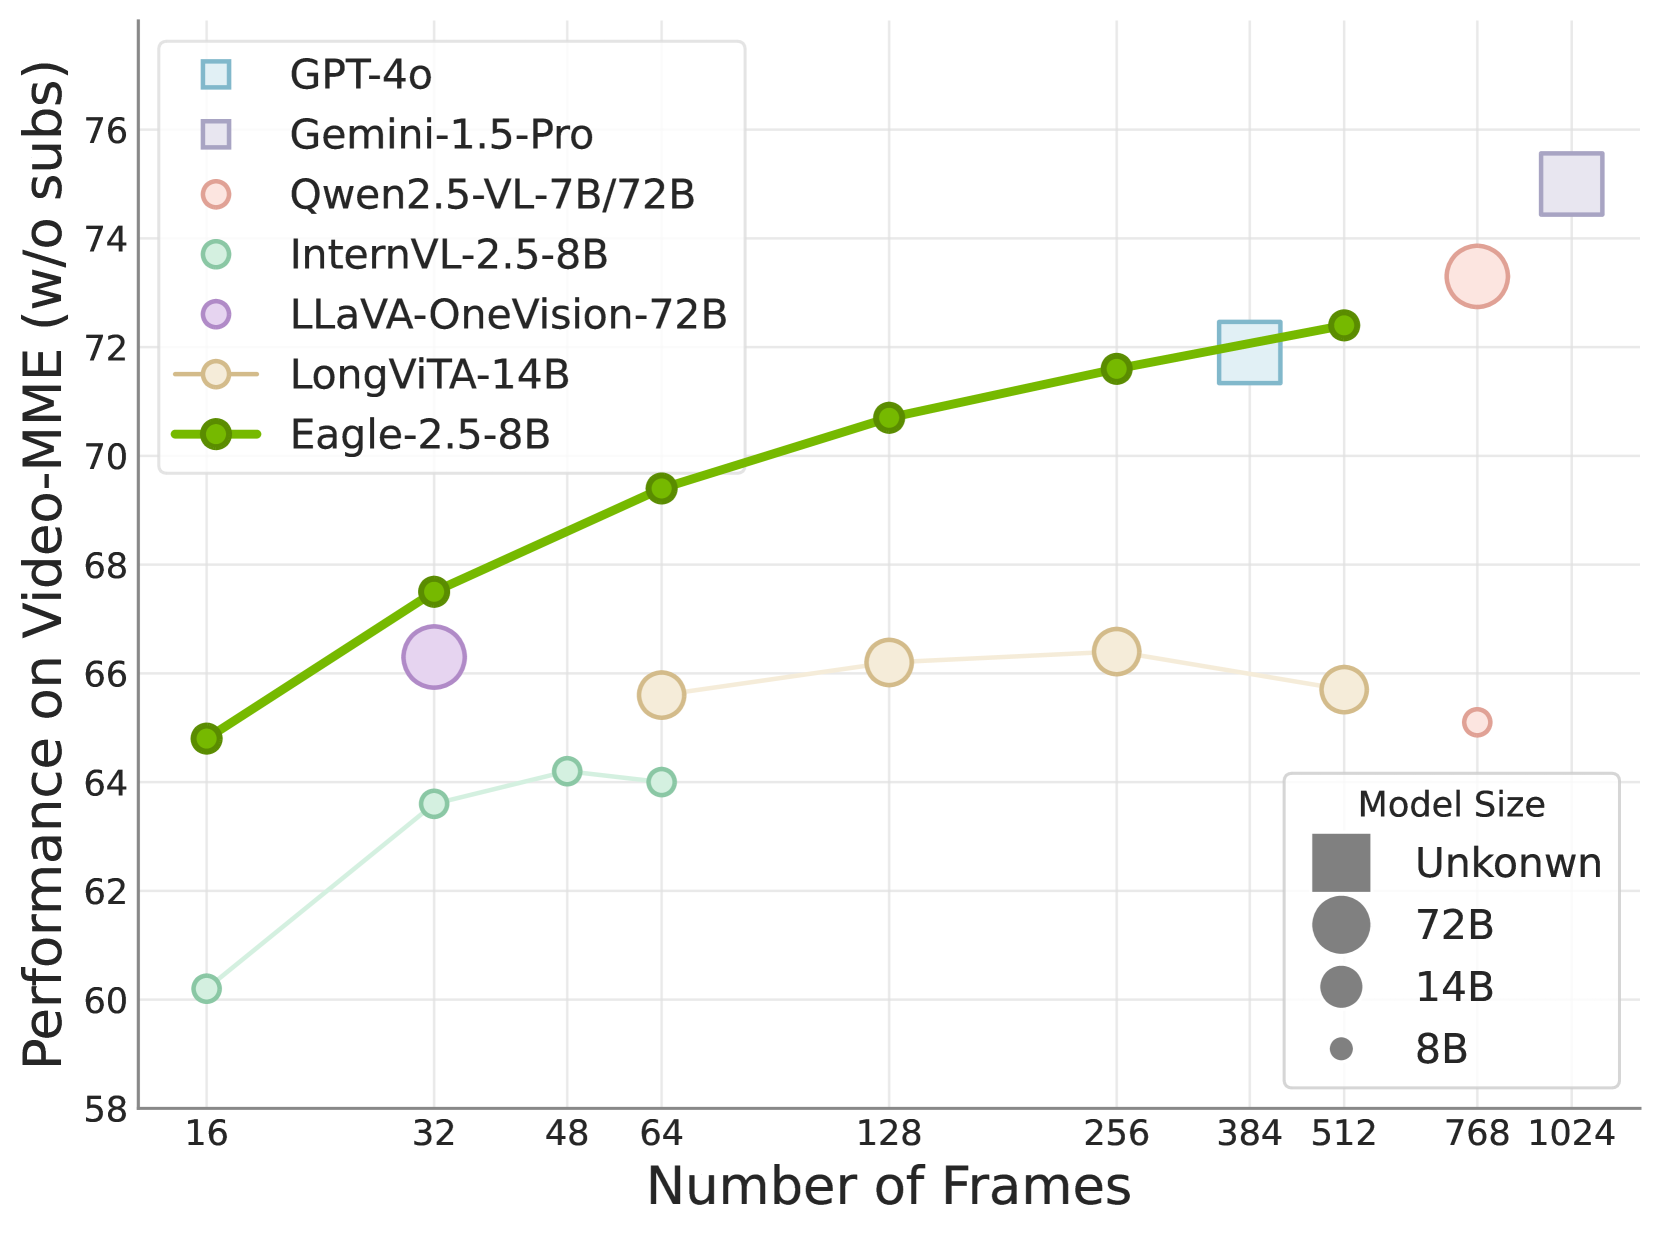 Performance on Video-MME (w/o subs)
76
74
72
70
68
66
64
62
60
58
GPT-4o
Gemini-1.5-Pro
Qwen2.5-VL-7B/72B
InternVL-2.5-8B
LLaVA-OneVision-72B
LongViTA-14B
Eagle-2.5-8B
Model Size
Unkonwn
72B
14B
8B
16 32 48 64 128 256 384 512 768 1024
Number of Frames